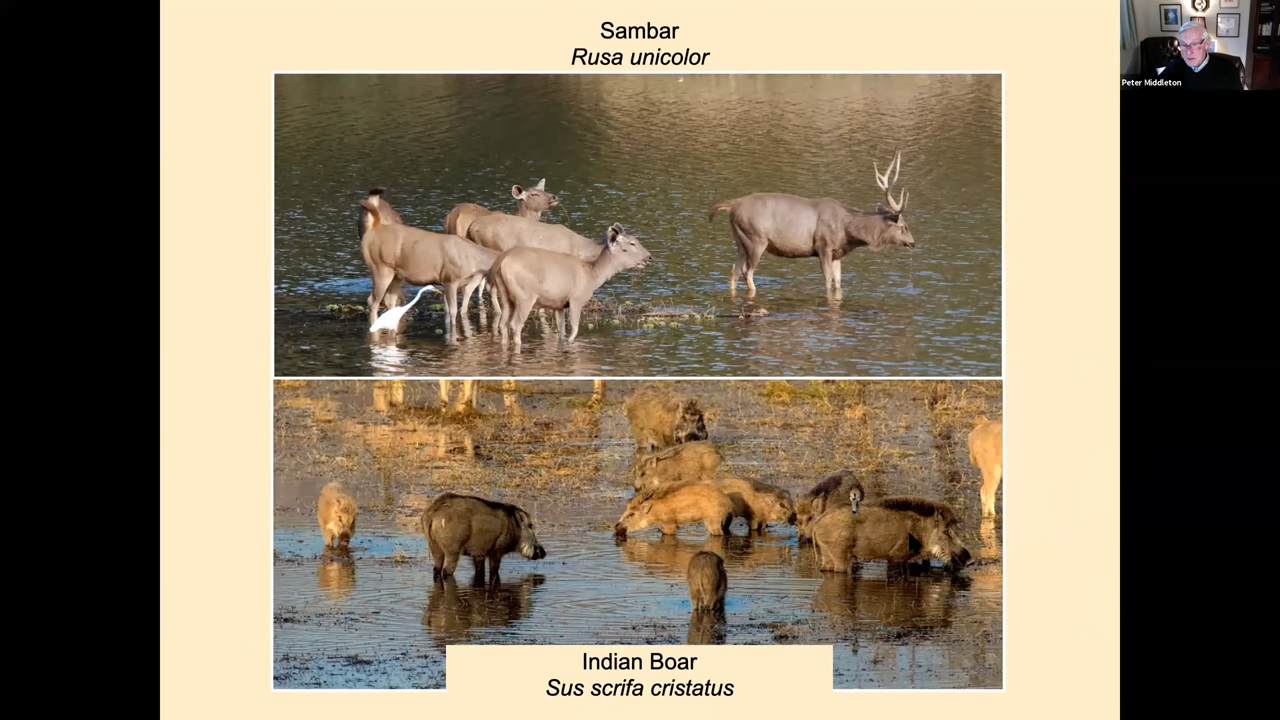 Sambar
Rusa unicolor
Peter Middleton
Indian Boar
Sus scrifa cristatus